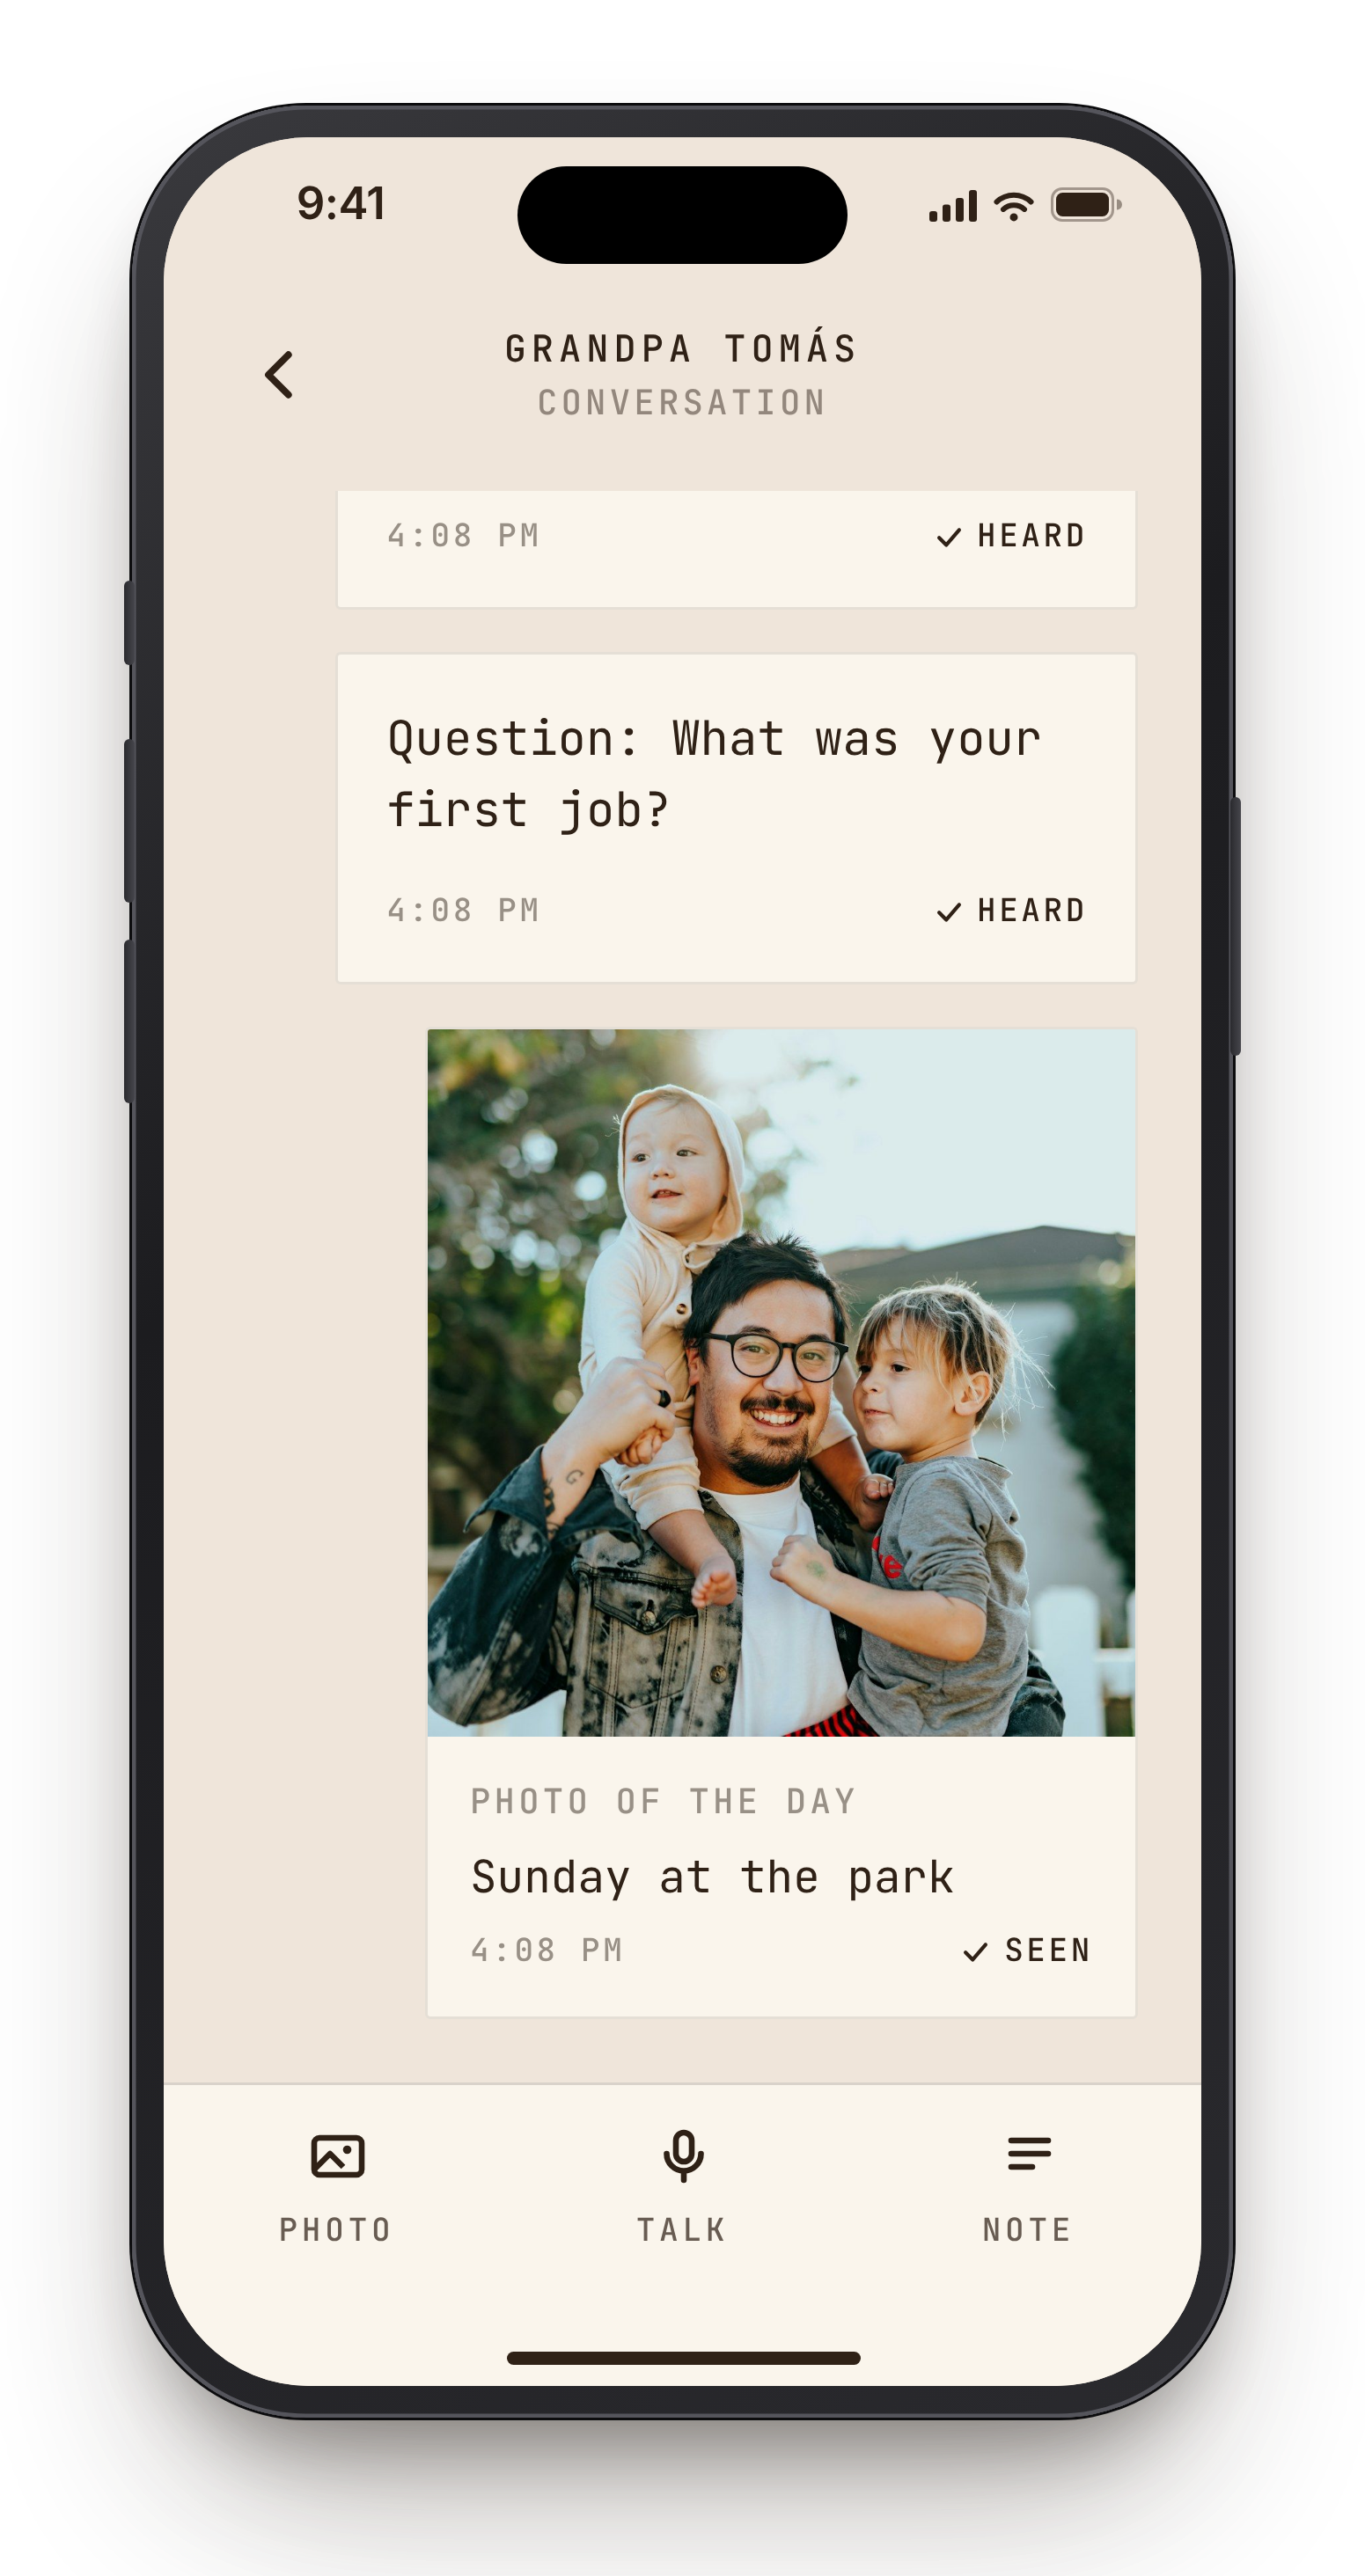 9:41
GRANDPA TOMÁS
CONVERSATION
4:08 PM ✓ HEARD
Question: What was your
first job?
4:08 PM ✓ HEARD
PHOTO OF THE DAY
Sunday at the park
4:08 PM ✓ SEEN
PHOTO TALK NOTE